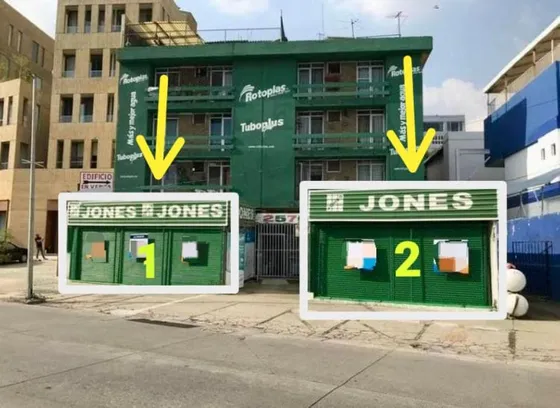 Rotoplas
Más y mejor agua
Tuboplus
Rotoplas
Tuboplus
Rotoplas
Más y mejor agua
EDIFICIO
EN VENTA
JONES JONES
257
JONES
1
2